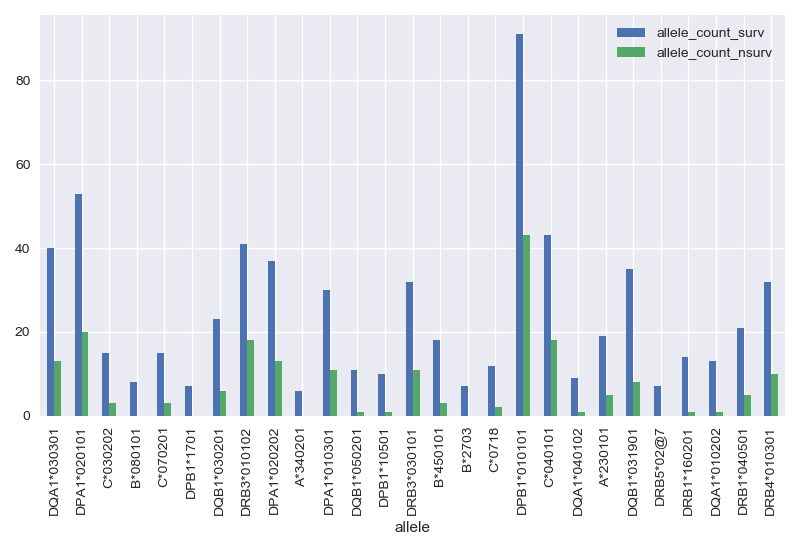 allele_count_surv
allele_count_nsurv
80
60
40
20
0
DQA1*030301
DPA1*020101
C*030202
B*080101
C*070201
DPB1*1701
DQB1*030201
DRB3*010102
DPA1*020202
A*340201
DPA1*010301
DQB1*050201
DPB1*10501
DRB3*030101
B*450101
B*2703
C*0718
DPB1*010101
C*040101
DQA1*040102
A*230101
DQB1*031901
DRB5*02@7
DRB1*160201
DQA1*010202
DRB1*040501
DRB4*010301
allele